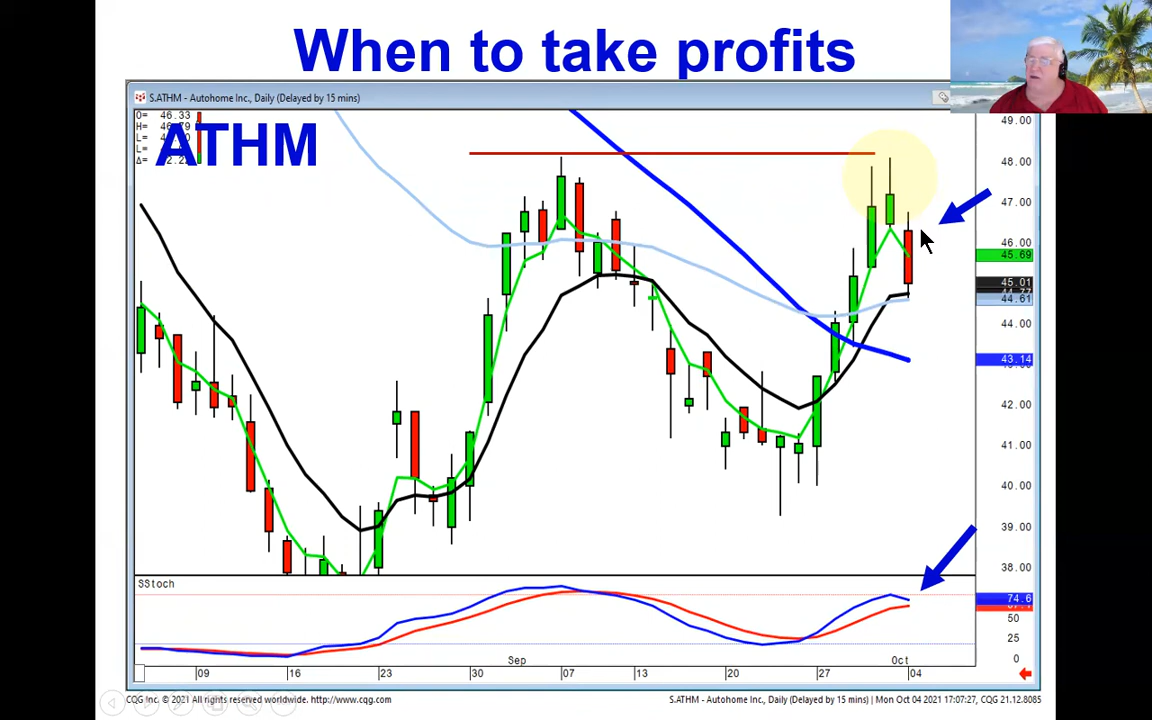 When to take profits
S.ATHM - Autohome Inc., Daily (Delayed by 15 mins)
O= 46.33
H= 46.79
L=
L=
Δ=
ATHM
49.00
48.00
47.00
46.00
45.69
45.01
44.61
44.00
43.14
42.00
41.00
40.00
39.00
38.00
SStoch
74.6
50
25
0
Sep
Oct
09
16
23
30
07
13
20
27
04
CQG Inc. © 2021 All rights reserved worldwide. http://www.cqg.com
S.ATHM - Autohome Inc., Daily (Delayed by 15 mins) | Mon Oct 04 2021 17:07:27, CQG 21.12.8085